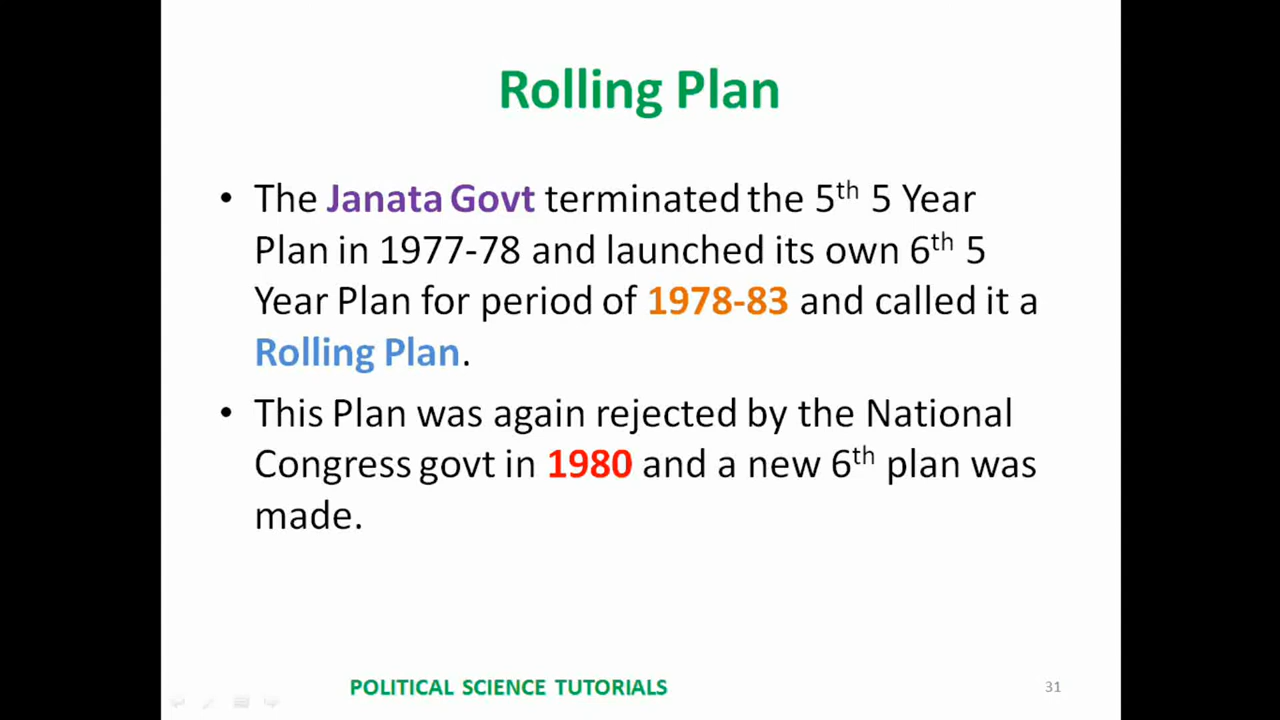 Rolling Plan
• The Janata Govt terminated the 5th 5 Year
Plan in 1977-78 and launched its own 6th 5
Year Plan for period of 1978-83 and called it a
Rolling Plan.
• This Plan was again rejected by the National
Congress govt in 1980 and a new 6th plan was
made.
POLITICAL SCIENCE TUTORIALS
31